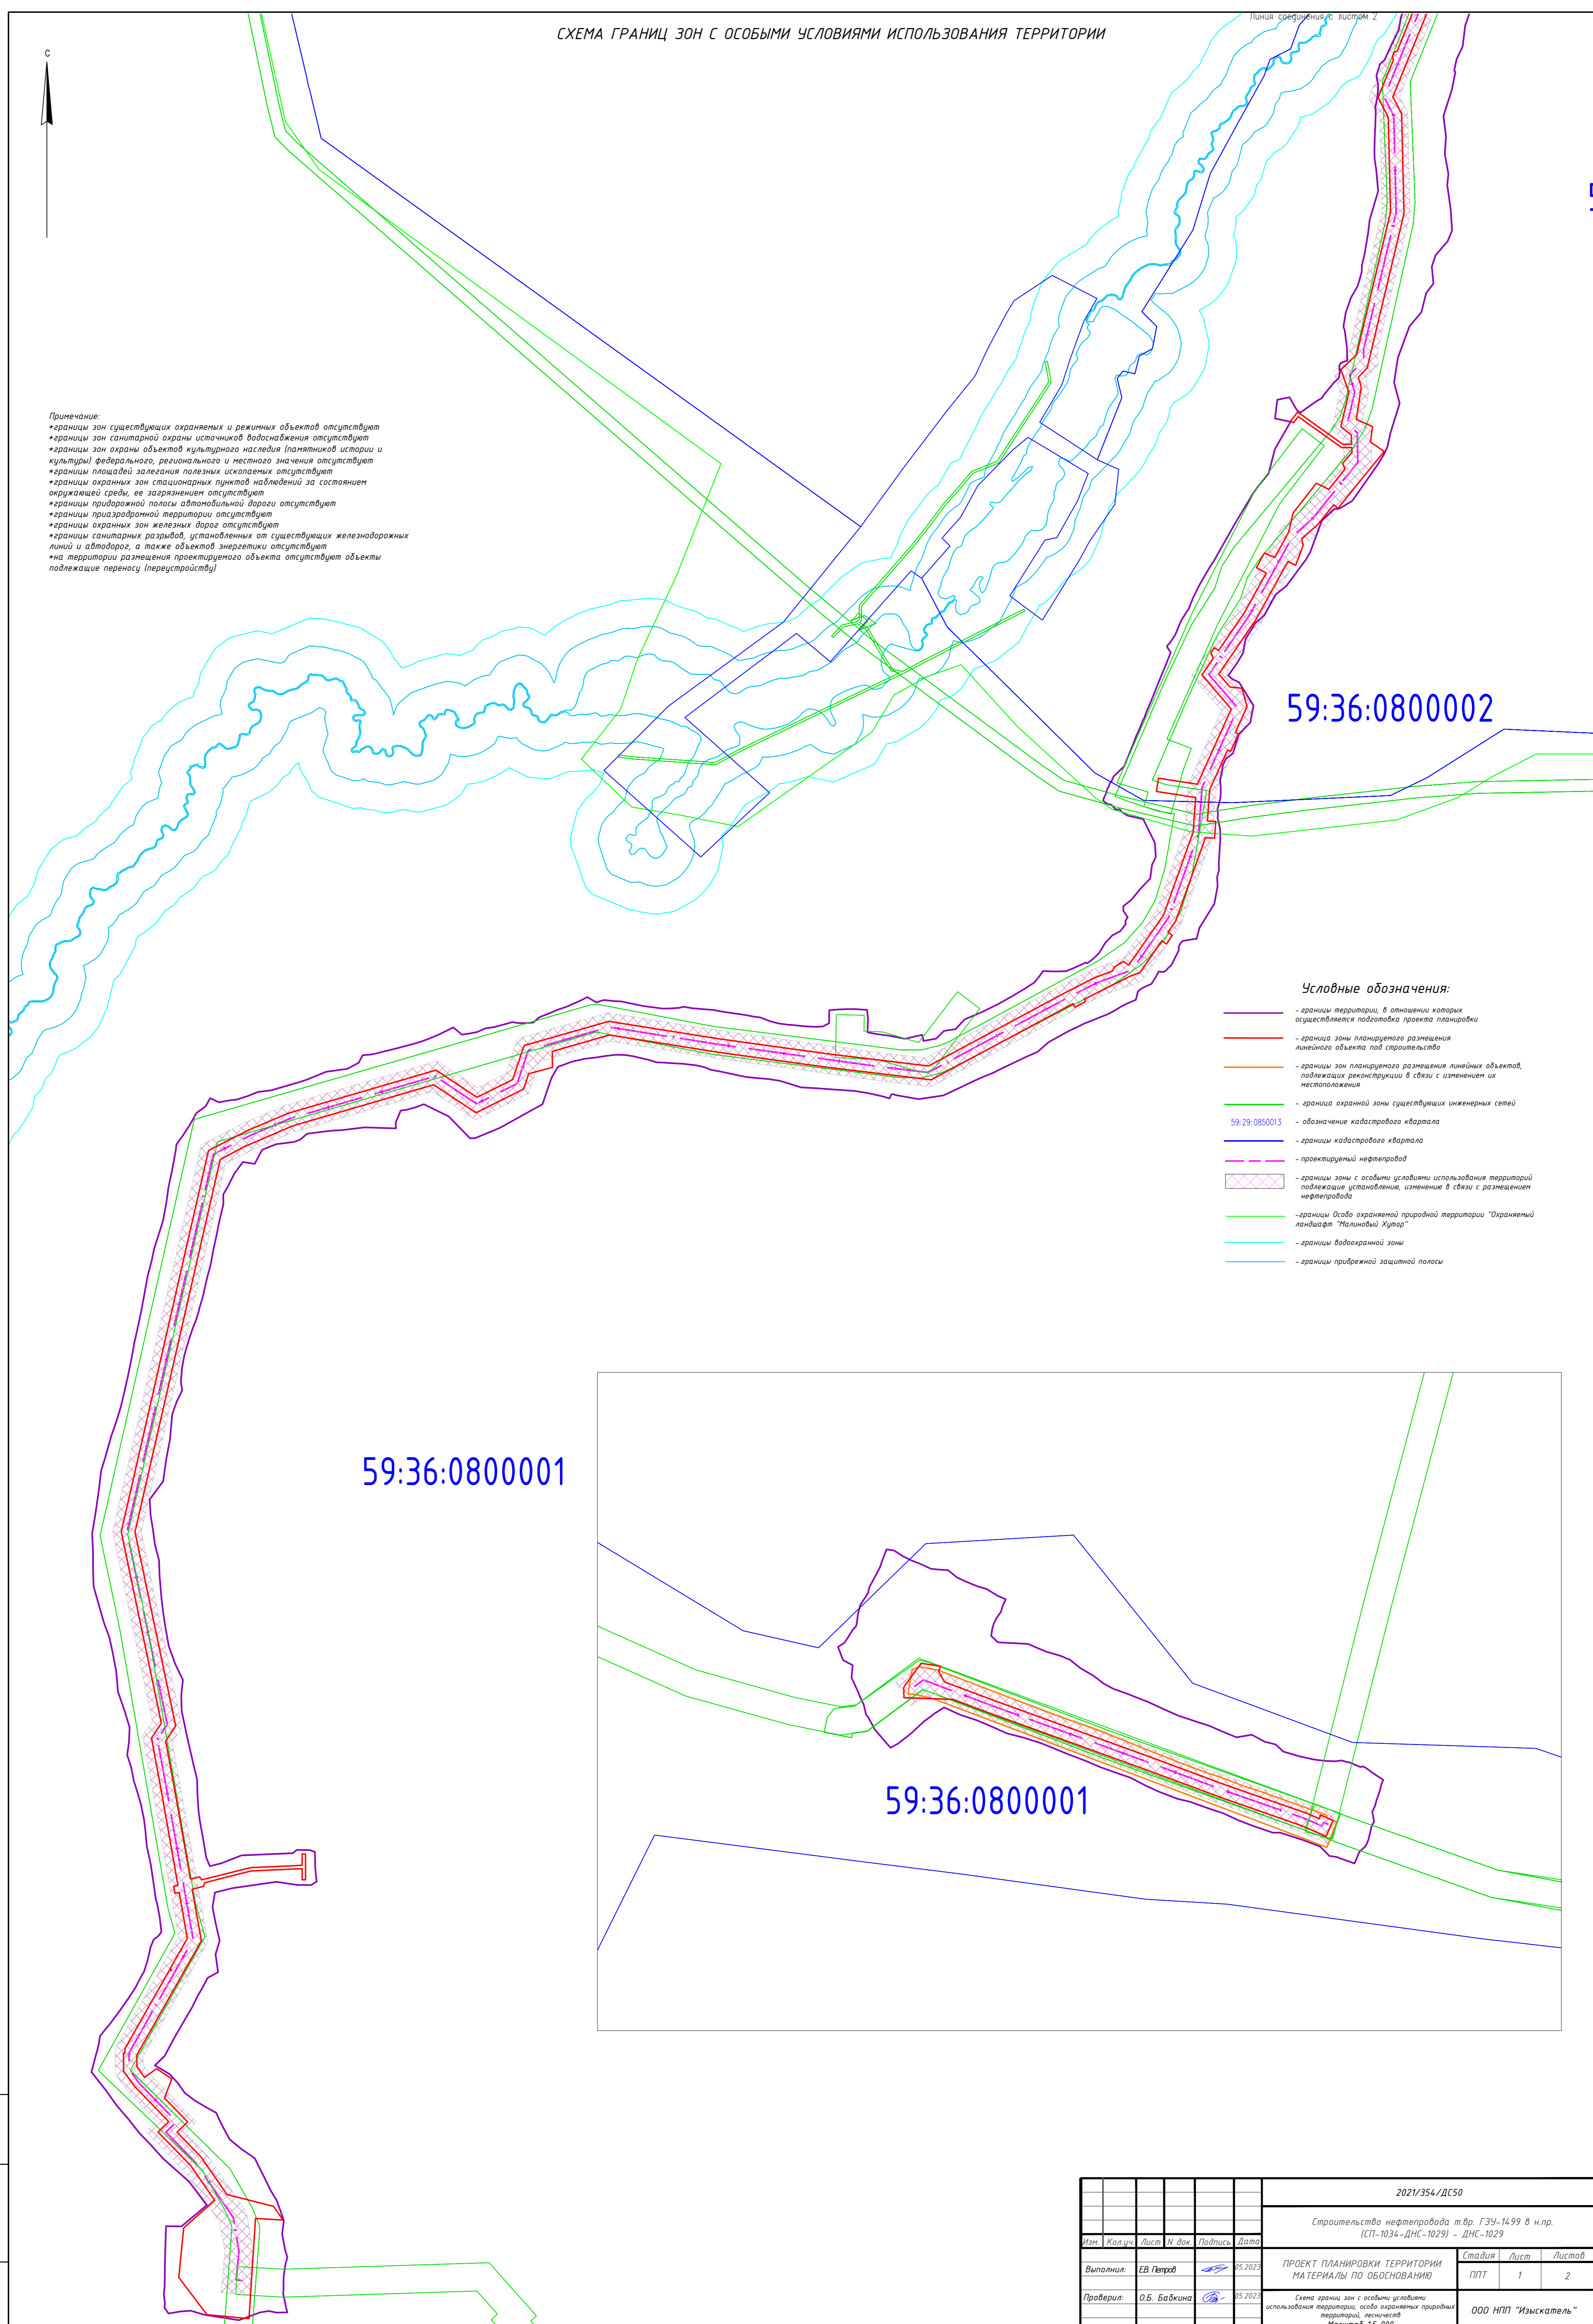 Линия соединения с листом 2
СХЕМА ГРАНИЦ ЗОН С ОСОБЫМИ УСЛОВИЯМИ ИСПОЛЬЗОВАНИЯ ТЕРРИТОРИИ
С
Примечание:
*границы зон существующих охраняемых и режимных объектов отсутствуют
*границы зон санитарной охраны источников водоснабжения отсутствуют
*границы зон охраны объектов культурного наследия (памятников истории и
культуры) федерального, регионального и местного значения отсутствуют
*границы площадей залегания полезных ископаемых отсутствуют
*границы охранных зон стационарных пунктов наблюдений за состоянием
окружающей среды, ее загрязнением отсутствуют
*границы придорожной полосы автомобильной дороги отсутствуют
*границы приаэродромной территории отсутствуют
*границы охранных зон железных дорог отсутствуют
*границы санитарных разрывов, установленных от существующих железнодорожных
линий и автодорог, а также объектов энергетики отсутствуют
*на территории размещения проектируемого объекта отсутствуют объекты
подлежащие переносу (переустройству)
59:36:0800002
Условные обозначения:
- границы территории, в отношении которых
осуществляется подготовка проекта планировки
- граница зоны планируемого размещения
линейного объекта под строительство
- границы зон планируемого размещения линейных объектов,
подлежащих реконструкции в связи с изменением их
местоположения
- граница охранной зоны существующих инженерных сетей
59:29:0850013 - обозначение кадастрового квартала
- границы кадастрового квартала
- проектируемый нефтепровод
- границы зоны с особыми условиями использования территорий
подлежащие установлению, изменению в связи с размещением
нефтепровода
-границы Особо охраняемой природной территории "Охраняемый
ландшафт "Малиновый Хутор"
- границы водоохранной зоны
- границы прибрежной защитной полосы
59:36:0800001
59:36:0800001
2021/354/ДС50
Строительство нефтепровода т.вр. ГЗУ-1499 в н.пр.
(СП-1034-ДНС-1029) - ДНС-1029
Изм. Кол.уч. Лист N док. Подпись Дата
ПРОЕКТ ПЛАНИРОВКИ ТЕРРИТОРИИ
МАТЕРИАЛЫ ПО ОБОСНОВАНИЮ
Стадия Лист Листов
ППТ 1 2
Выполнил: Е.В. Петров 05.2023
Проверил: О.Б. Бабкина 05.2023
Схема границ зон с особыми условиями
использования территории, особо охраняемых природных
территорий, лесничеств
Масштаб 1:5 000
ООО НПП "Изыскатель"